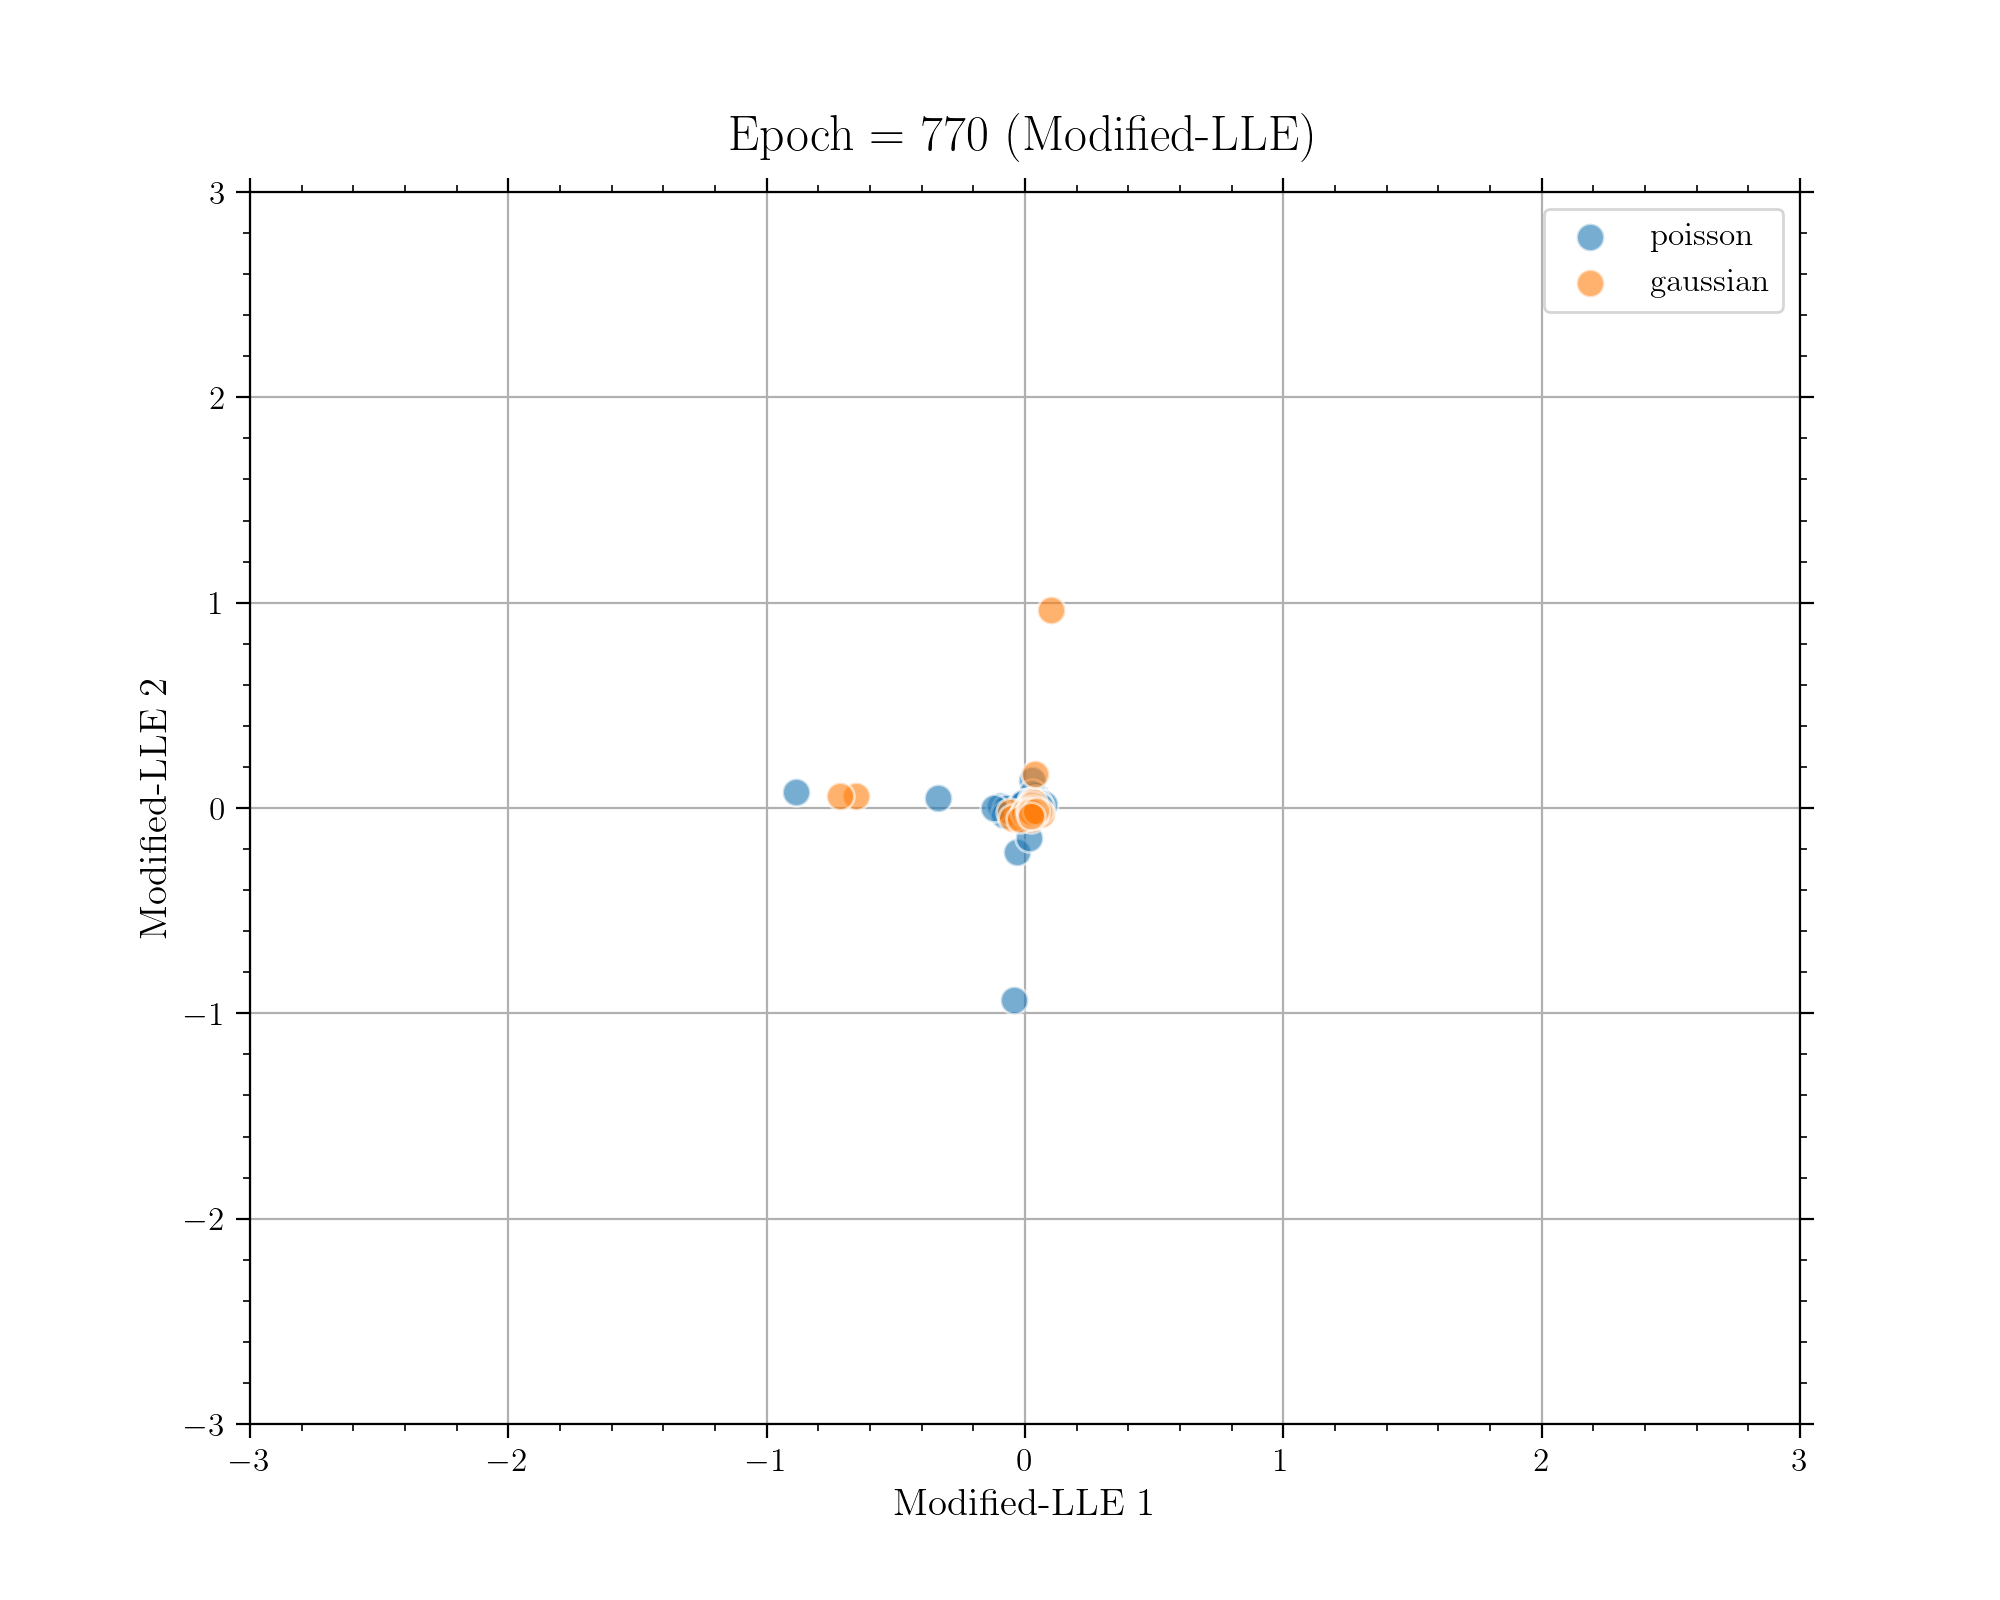 Epoch = 770 (Modified-LLE)
poisson
gaussian
3
2
1
0
−1
−2
−3
Modified-LLE 2
−3
−2
−1
0
1
2
3
Modified-LLE 1